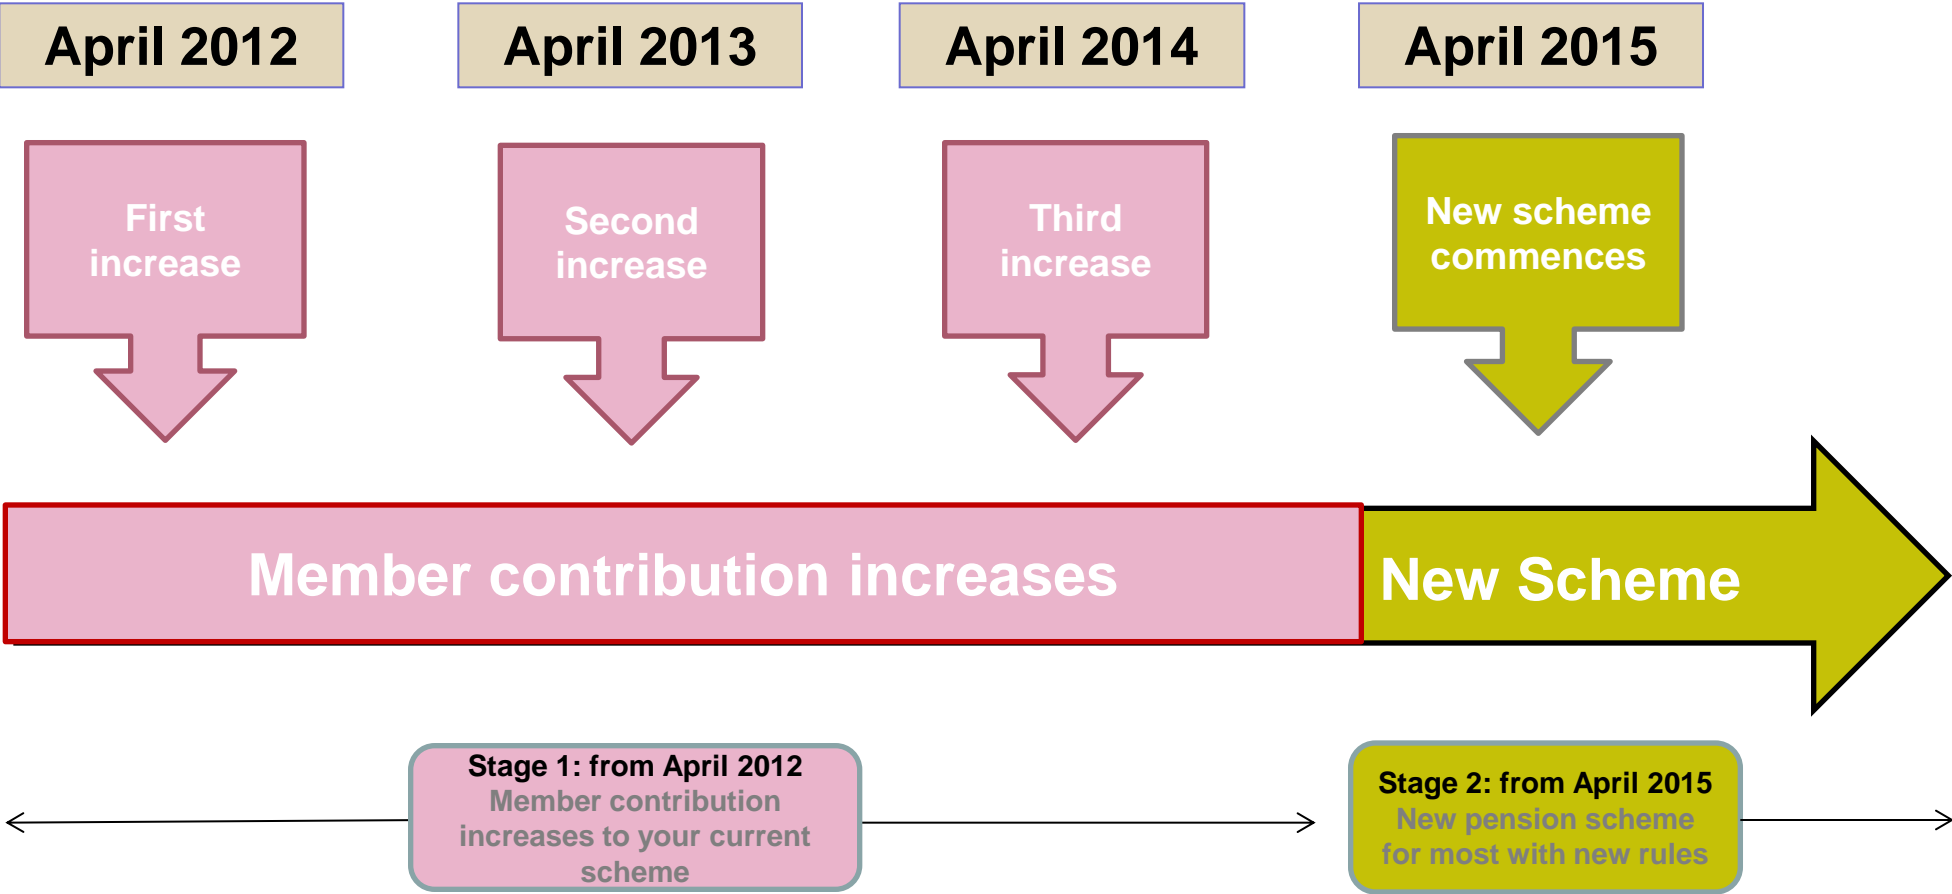 April 2012
April 2013
April 2014
April 2015
First
increase
Second
increase
Third
increase
New scheme
commences
Member contribution increases
New Scheme
Stage 1: from April 2012
Member contribution
increases to your current
scheme
Stage 2: from April 2015
New pension scheme
for most with new rules